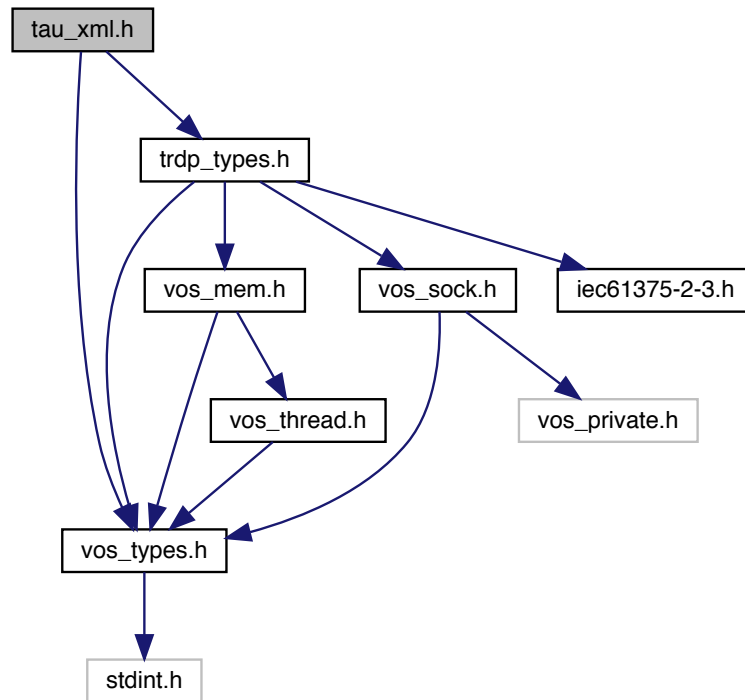 tau_xml.h
trdp_types.h
vos_mem.h
vos_sock.h
iec61375-2-3.h
vos_thread.h
vos_private.h
vos_types.h
stdint.h